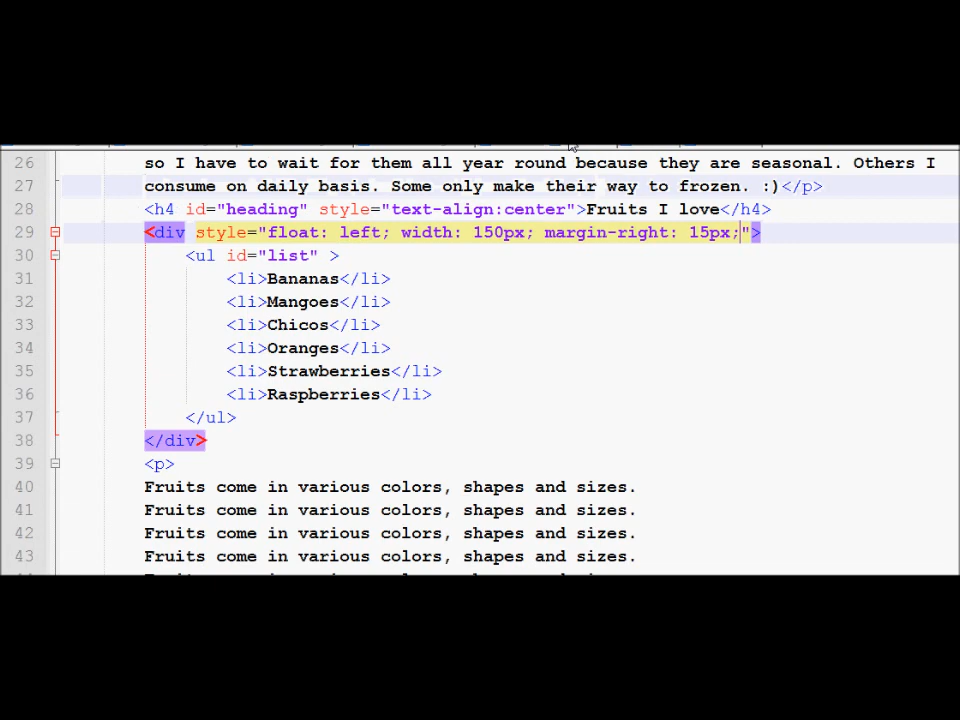 26 so I have to wait for them all year round because they are seasonal. Others I
27 consume on daily basis. Some only make their way to frozen. :)</p>
28 <h4 id="heading" style="text-align:center">Fruits I love</h4>
29 <div style="float: left; width: 150px; margin-right: 15px;">
30 <ul id="list" >
31 <li>Bananas</li>
32 <li>Mangoes</li>
33 <li>Chicos</li>
34 <li>Oranges</li>
35 <li>Strawberries</li>
36 <li>Raspberries</li>
37 </ul>
38 </div>
39 <p>
40 Fruits come in various colors, shapes and sizes.
41 Fruits come in various colors, shapes and sizes.
42 Fruits come in various colors, shapes and sizes.
43 Fruits come in various colors, shapes and sizes.